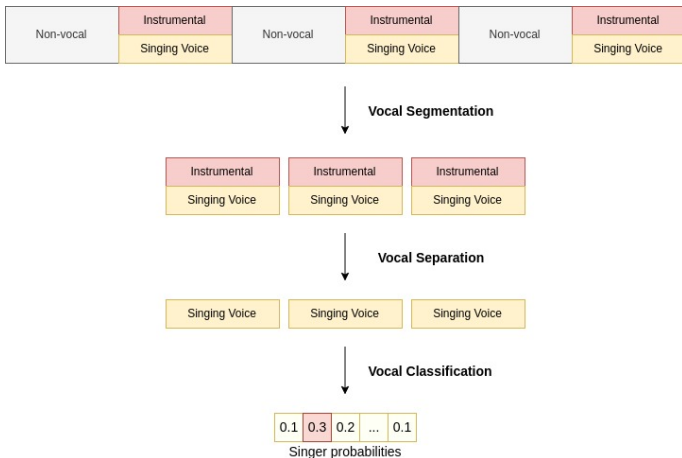 Instrumental Instrumental Instrumental
Non-vocal Non-vocal Non-vocal
Singing Voice Singing Voice Singing Voice
Vocal Segmentation
Instrumental Instrumental Instrumental
Singing Voice Singing Voice Singing Voice
Vocal Separation
Singing Voice Singing Voice Singing Voice
Vocal Classification
0.1 0.3 0.2 ... 0.1
Singer probabilities